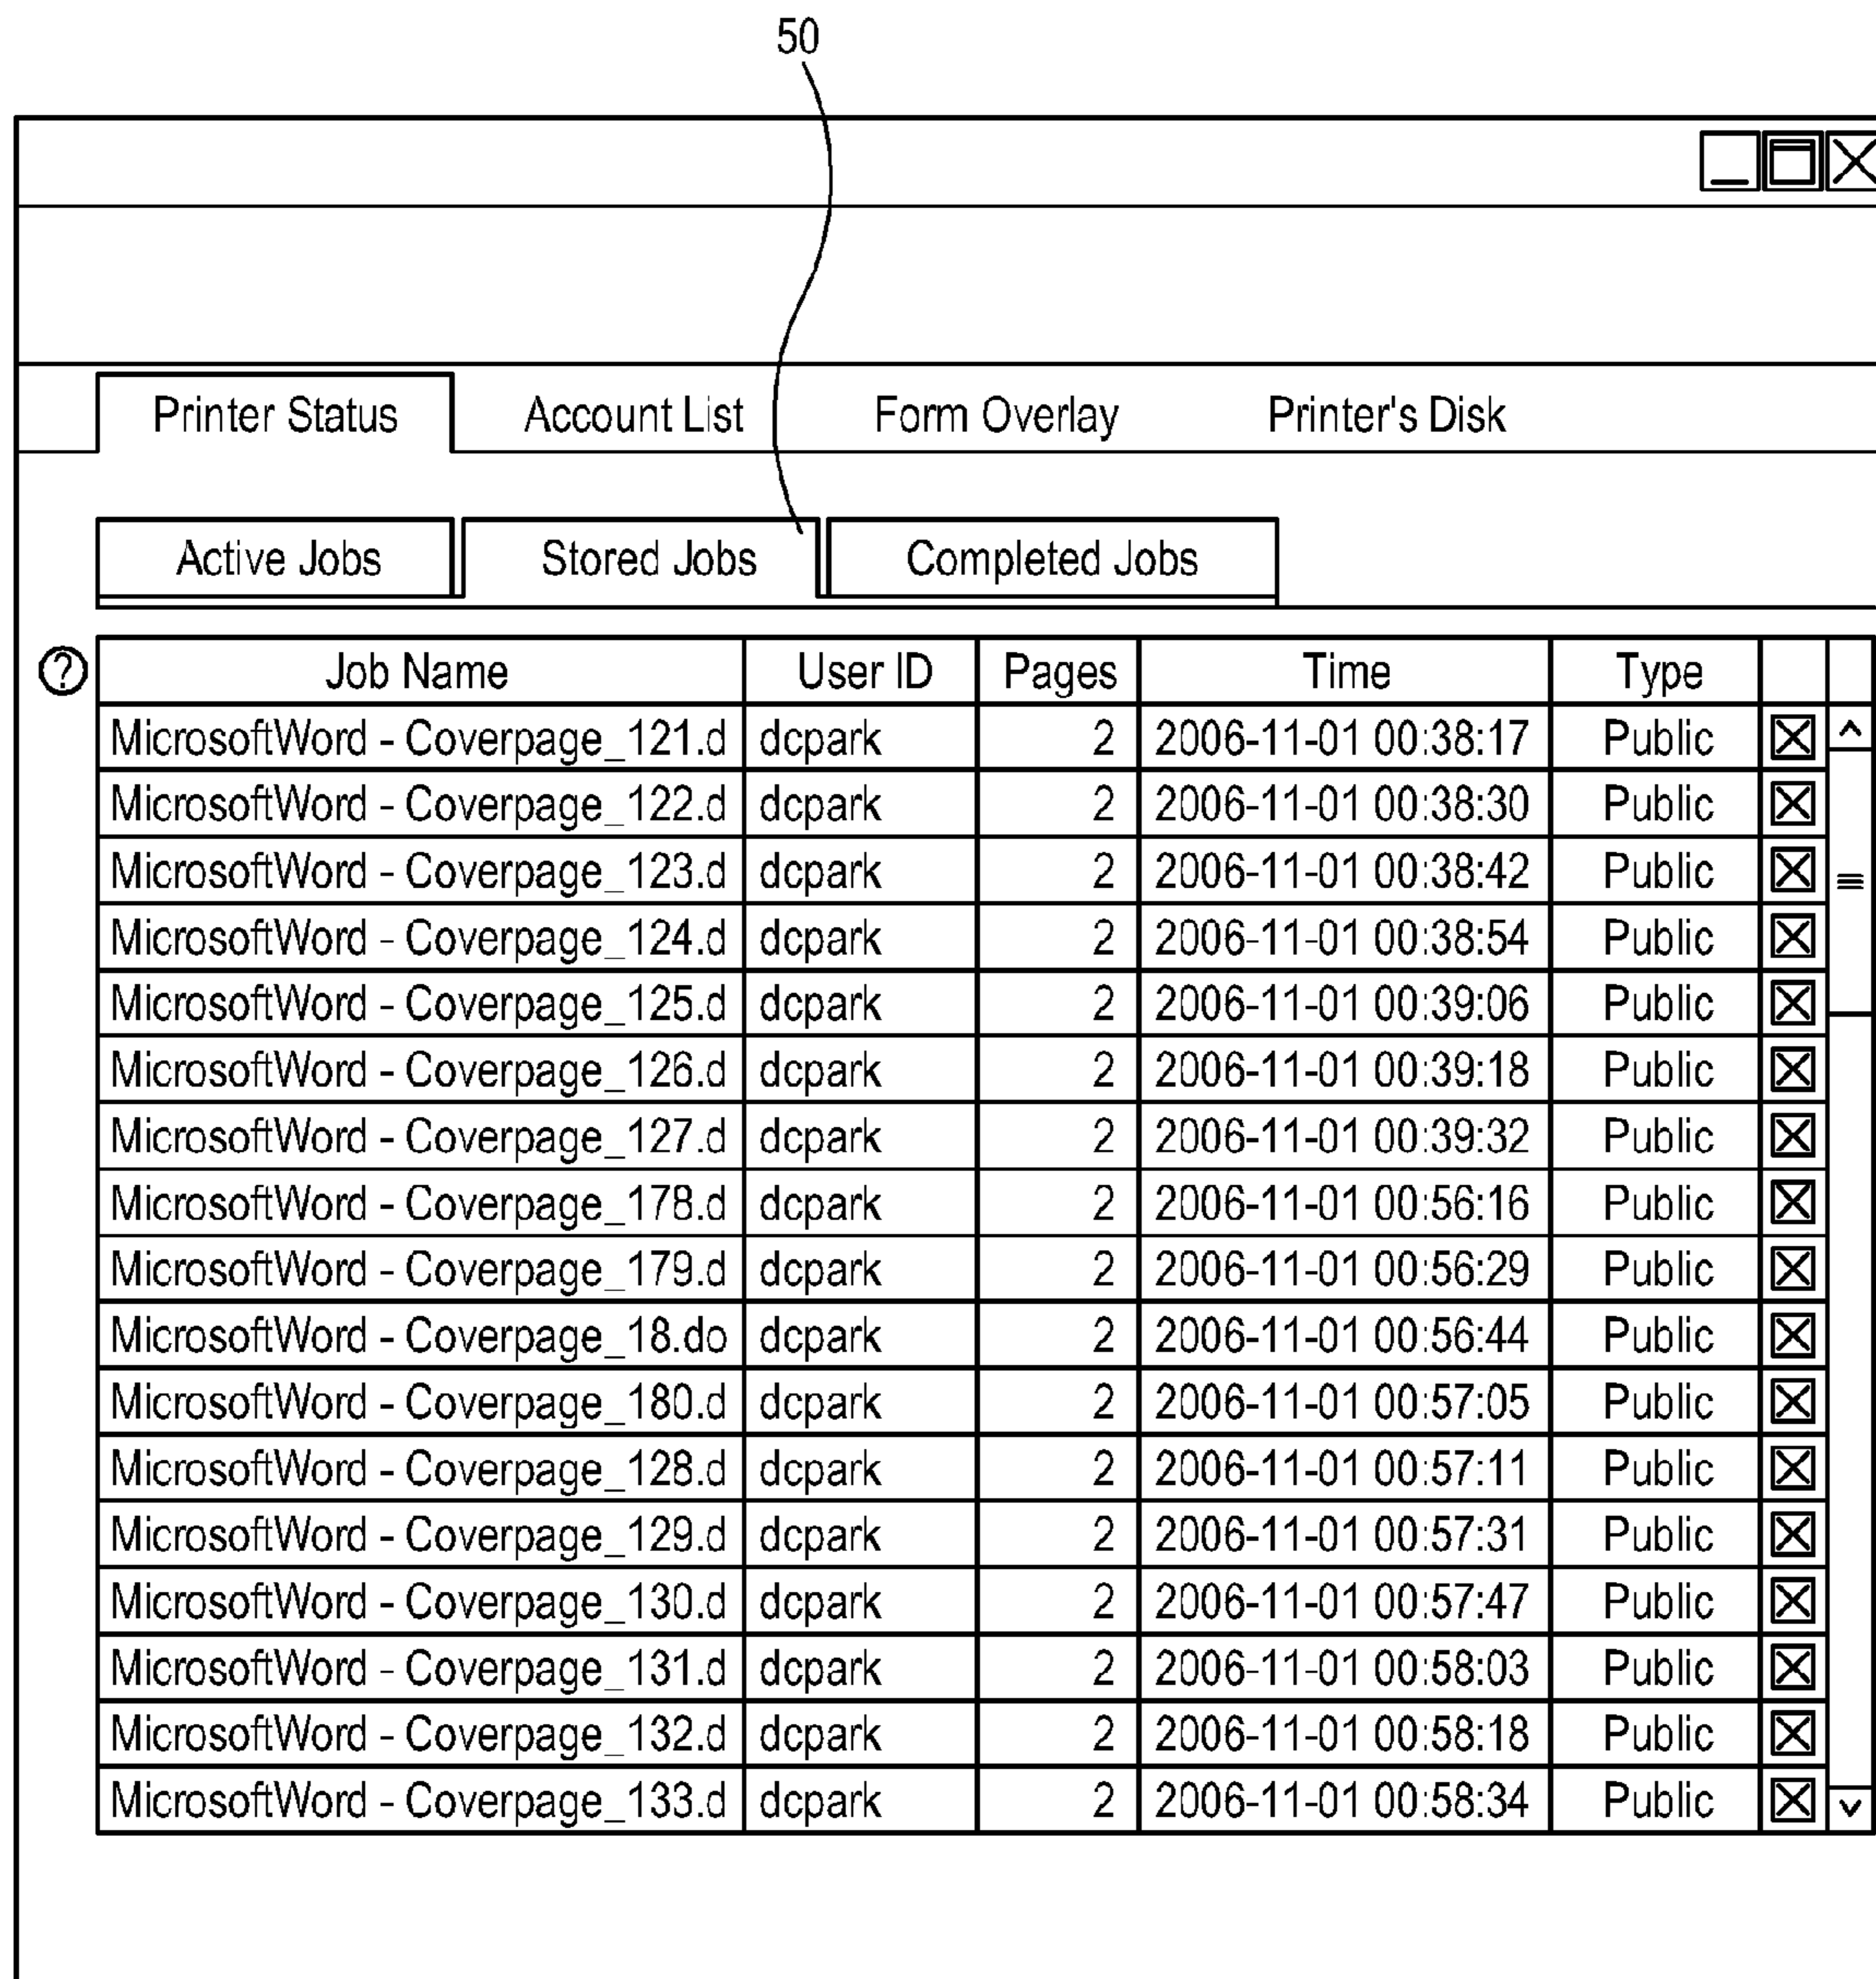 50
Printer Status Account List Form Overlay Printer's Disk
Active Jobs Stored Jobs Completed Jobs
? Job Name User ID Pages Time Type
MicrosoftWord - Coverpage_121.d dcpark 2 2006-11-01 00:38:17 Public
MicrosoftWord - Coverpage_122.d dcpark 2 2006-11-01 00:38:30 Public
MicrosoftWord - Coverpage_123.d dcpark 2 2006-11-01 00:38:42 Public
MicrosoftWord - Coverpage_124.d dcpark 2 2006-11-01 00:38:54 Public
MicrosoftWord - Coverpage_125.d dcpark 2 2006-11-01 00:39:06 Public
MicrosoftWord - Coverpage_126.d dcpark 2 2006-11-01 00:39:18 Public
MicrosoftWord - Coverpage_127.d dcpark 2 2006-11-01 00:39:32 Public
MicrosoftWord - Coverpage_178.d dcpark 2 2006-11-01 00:56:16 Public
MicrosoftWord - Coverpage_179.d dcpark 2 2006-11-01 00:56:29 Public
MicrosoftWord - Coverpage_18.do dcpark 2 2006-11-01 00:56:44 Public
MicrosoftWord - Coverpage_180.d dcpark 2 2006-11-01 00:57:05 Public
MicrosoftWord - Coverpage_128.d dcpark 2 2006-11-01 00:57:11 Public
MicrosoftWord - Coverpage_129.d dcpark 2 2006-11-01 00:57:31 Public
MicrosoftWord - Coverpage_130.d dcpark 2 2006-11-01 00:57:47 Public
MicrosoftWord - Coverpage_131.d dcpark 2 2006-11-01 00:58:03 Public
MicrosoftWord - Coverpage_132.d dcpark 2 2006-11-01 00:58:18 Public
MicrosoftWord - Coverpage_133.d dcpark 2 2006-11-01 00:58:34 Public